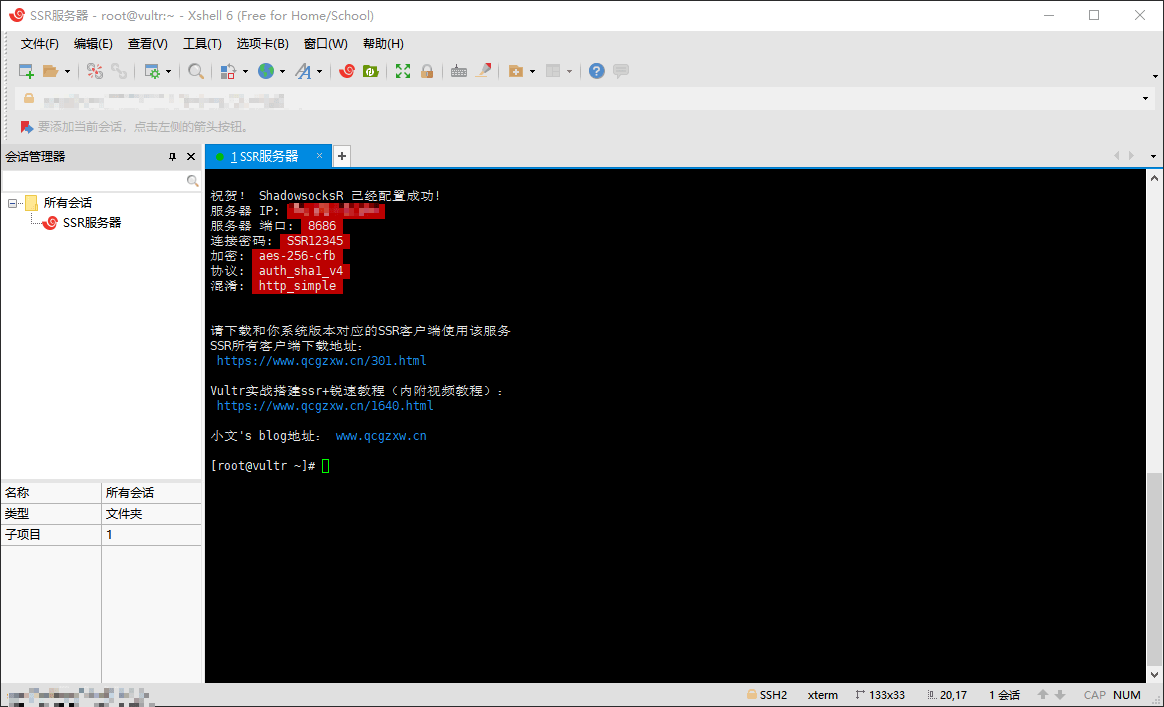 SSR服务器 - root@vultr:~ - Xshell 6 (Free for Home/School)
文件(F) 编辑(E) 查看(V) 工具(T) 选项卡(B) 窗口(W) 帮助(H)
要添加当前会话，点击左侧的箭头按钮。
会话管理器
1 SSR服务器
所有会话
SSR服务器
祝贺! ShadowsocksR 已经配置成功!
服务器 IP:
服务器 端口: 8686
连接密码: SSR12345
加密: aes-256-cfb
协议: auth_sha1_v4
混淆: http_simple
请下载和你系统版本对应的SSR客户端使用该服务
SSR所有客户端下载地址：
https://www.qcgzxw.cn/301.html
Vultr实战搭建ssr+锐速教程（内附视频教程）：
https://www.qcgzxw.cn/1640.html
小文's blog地址： www.qcgzxw.cn
[root@vultr ~]#
名称 所有会话
类型 文件夹
子项目 1
SSH2 xterm 133x33 20,17 1 会话 CAP NUM